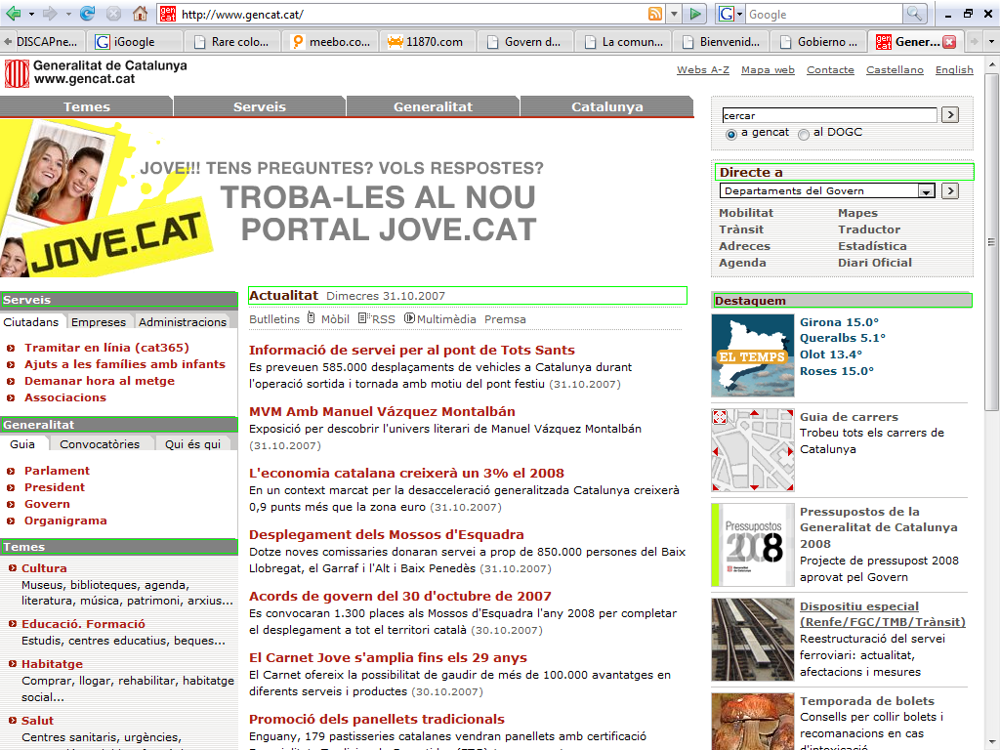 http://www.gencat.cat/
Google
DISCAPne...
iGoogle
Rare colo...
meebo.co...
11870.com
Govern d...
La comun...
Bienvenid...
Gobierno ...
Gener...
Generalitat de Catalunya
www.gencat.cat
Webs A-Z Mapa web Contacte Castellano English
Temes Serveis Generalitat Catalunya
cercar
a gencat al DOGC
JOVE!!! TENS PREGUNTES? VOLS RESPOSTES?
TROBA-LES AL NOU
PORTAL JOVE.CAT
JOVE.CAT
Directe a
Departaments del Govern
Mobilitat Mapes
Trànsit Traductor
Adreces Estadística
Agenda Diari Oficial
Serveis
Ciutadans Empreses Administracions
Tramitar en línia (cat365)
Ajuts a les famílies amb infants
Demanar hora al metge
Associacions
Generalitat
Guia Convocatòries Qui és qui
Parlament
President
Govern
Organigrama
Temes
Cultura
Museus, biblioteques, agenda,
literatura, música, patrimoni, arxius...
Educació. Formació
Estudis, centres educatius, beques...
Habitatge
Comprar, llogar, rehabilitar, habitatge
social...
Salut
Centres sanitaris, urgències,
Actualitat Dimecres 31.10.2007
Butlletins Mòbil RSS Multimèdia Premsa
Informació de servei per al pont de Tots Sants
Es preveuen 585.000 desplaçaments de vehicles a Catalunya durant
l'operació sortida i tornada amb motiu del pont festiu (31.10.2007)
MVM Amb Manuel Vázquez Montalbán
Exposició per descobrir l'univers literari de Manuel Vázquez Montalbán
(31.10.2007)
L'economia catalana creixerà un 3% el 2008
En un context marcat per la desacceleració generalitzada Catalunya creixerà
0,9 punts més que la zona euro (31.10.2007)
Desplegament dels Mossos d'Esquadra
Dotze noves comissaries donaran servei a prop de 850.000 persones del Baix
Llobregat, el Garraf i l'Alt i Baix Penedès (31.10.2007)
Acords de govern del 30 d'octubre de 2007
Es convocaran 1.300 places als Mossos d'Esquadra l'any 2008 per completar
el desplegament a tot el territori català (30.10.2007)
El Carnet Jove s'amplia fins els 29 anys
El Carnet ofereix la possibilitat de gaudir de més de 100.000 avantatges en
diferents serveis i productes (30.10.2007)
Promoció dels panellets tradicionals
Enguany, 179 pastisseries catalanes vendran panellets amb certificació
Destaquem
EL TEMPS
Girona 15.0°
Queralbs 5.1°
Olot 13.4°
Roses 15.0°
Guia de carrers
Trobeu tots els carrers de
Catalunya
Pressupostos
2008
Pressupostos de la
Generalitat de Catalunya
2008
Projecte de pressupost 2008
aprovat pel Govern
Dispositiu especial
(Renfe/FGC/TMB/Trànsit)
Reestructuració del servei
ferroviari: actualitat,
afectacions i mesures
Temporada de bolets
Consells per collir bolets i
recomanacions en cas
d'intoxicació